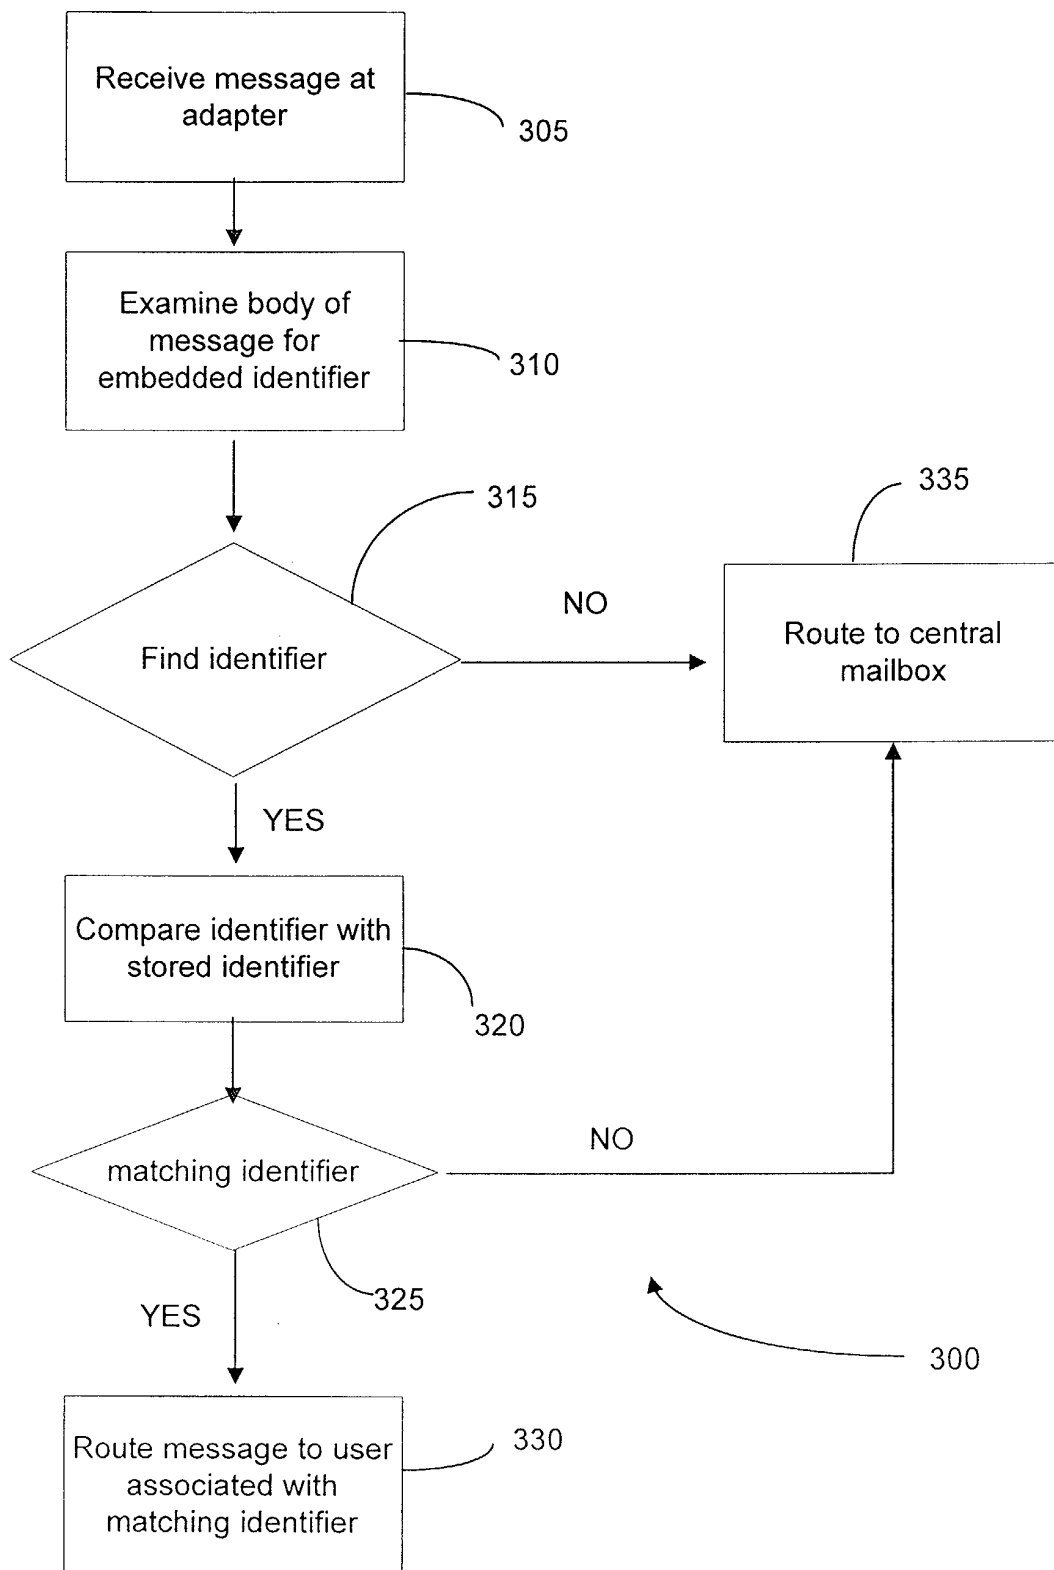 Receive message at
adapter
305
Examine body of
message for
embedded identifier
310
315
335
NO
Find identifier
Route to central
mailbox
YES
Compare identifier with
stored identifier
320
NO
matching identifier
325
YES
300
330
Route message to user
associated with
matching identifier